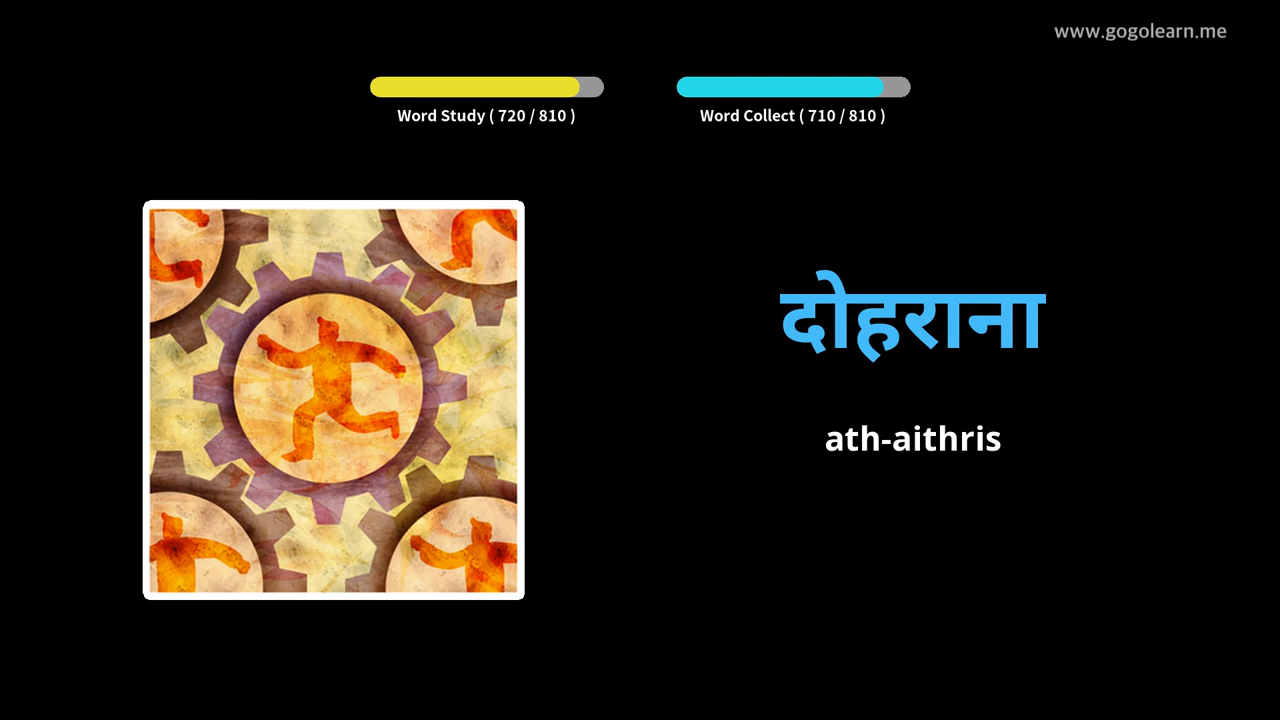 www.gogolearn.me
Word Study ( 720 / 810 )
Word Collect ( 710 / 810 )
दोहराना
ath-aithris